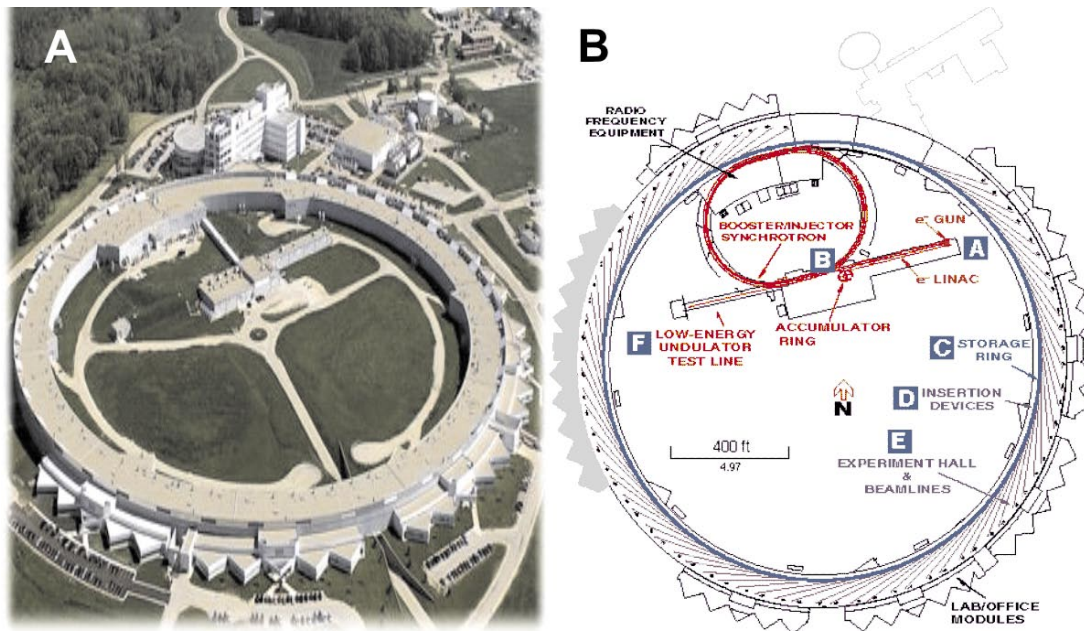 A
B
RADIO
FREQUENCY
EQUIPMENT
BOOSTER/INJECTOR
SYNCHROTRON
B
e⁻ GUN
A
e⁻ LINAC
F
LOW-ENERGY
UNDULATOR
TEST LINE
ACCUMULATOR
RING
C
STORAGE
RING
D
INSERTION
DEVICES
N
E
EXPERIMENT HALL
&
BEAMLINES
400 ft
4.97
LAB/OFFICE
MODULES